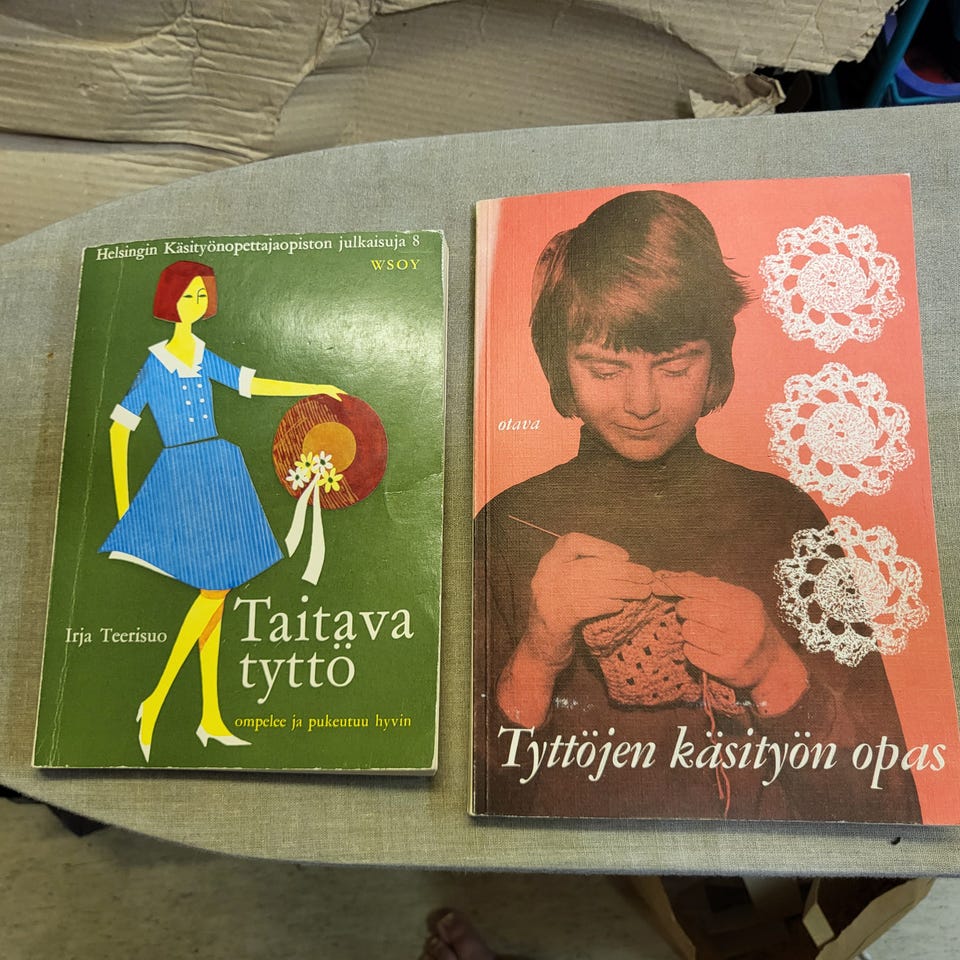 Helsingin Käsityönopettajaopiston julkaisuja 8
WSOY
Irja Teerisuo
Taitava
tyttö
ompelee ja pukeutuu hyvin
otava
Tyttöjen käsityön opas